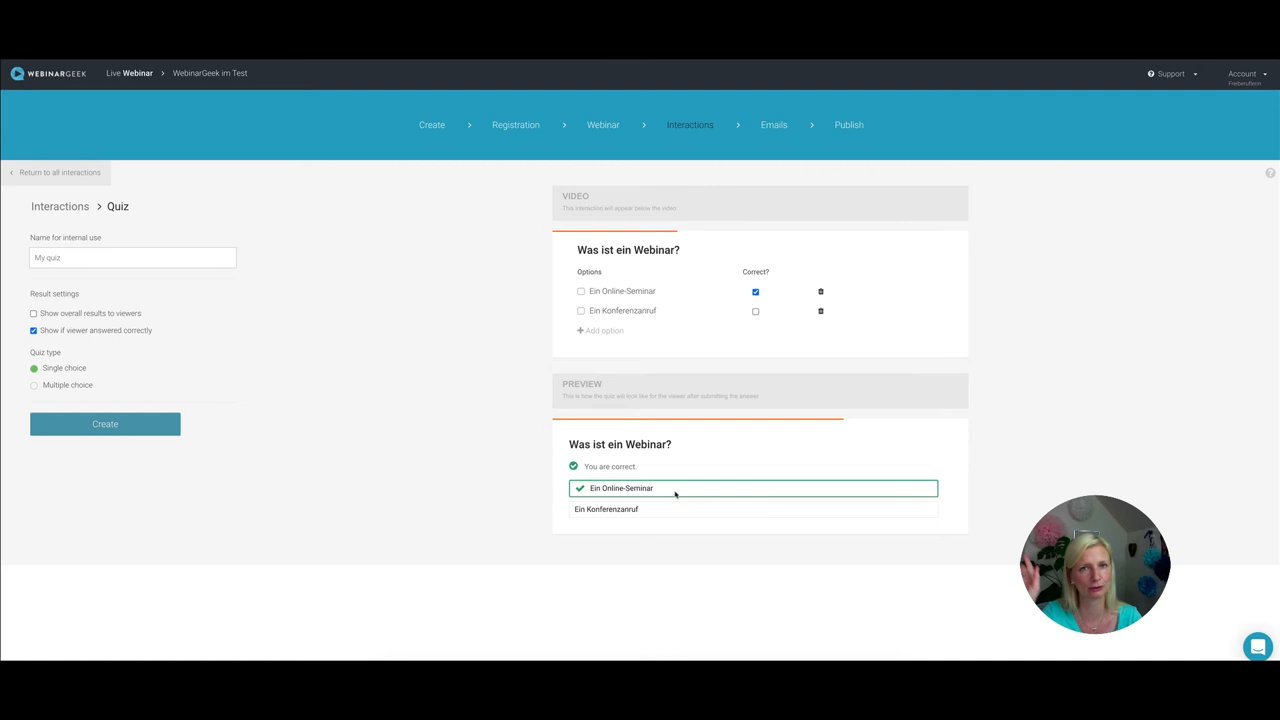 WEBINARGEEK
Live Webinar > WebinarGeek im Test
Support
Account
Freiberuflerin
Create > Registration > Webinar > Interactions > Emails > Publish
Return to all interactions
Interactions > Quiz
Name for internal use
My quiz
Result settings
Show overall results to viewers
Show if viewer answered correctly
Quiz type
Single choice
Multiple choice
Create
VIDEO
This interaction will appear below the video
Was ist ein Webinar?
Options Correct?
Ein Online-Seminar
Ein Konferenzanruf
+ Add option
PREVIEW
This is how the quiz will look like for the viewer after submitting the answer
Was ist ein Webinar?
You are correct.
Ein Online-Seminar
Ein Konferenzanruf